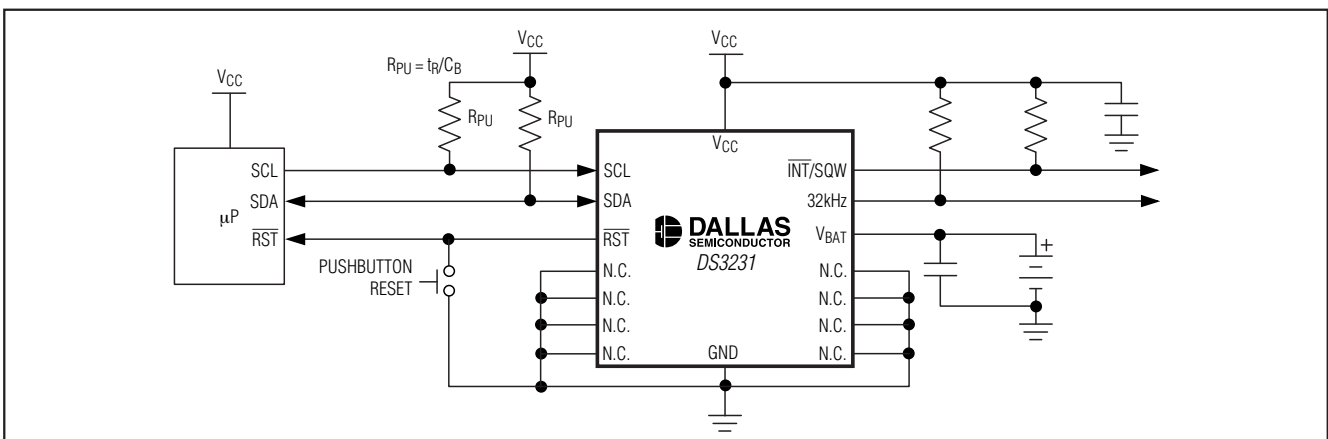 VCC
RPU = tR/CB
VCC
VCC
RPU
RPU
SCL
SDA
μP
RST
PUSHBUTTON
RESET
VCC
SCL
SDA
RST
N.C.
N.C.
N.C.
N.C.
DALLAS
SEMICONDUCTOR
DS3231
GND
INT/SQW
32kHz
VBAT
N.C.
N.C.
N.C.
N.C.
+